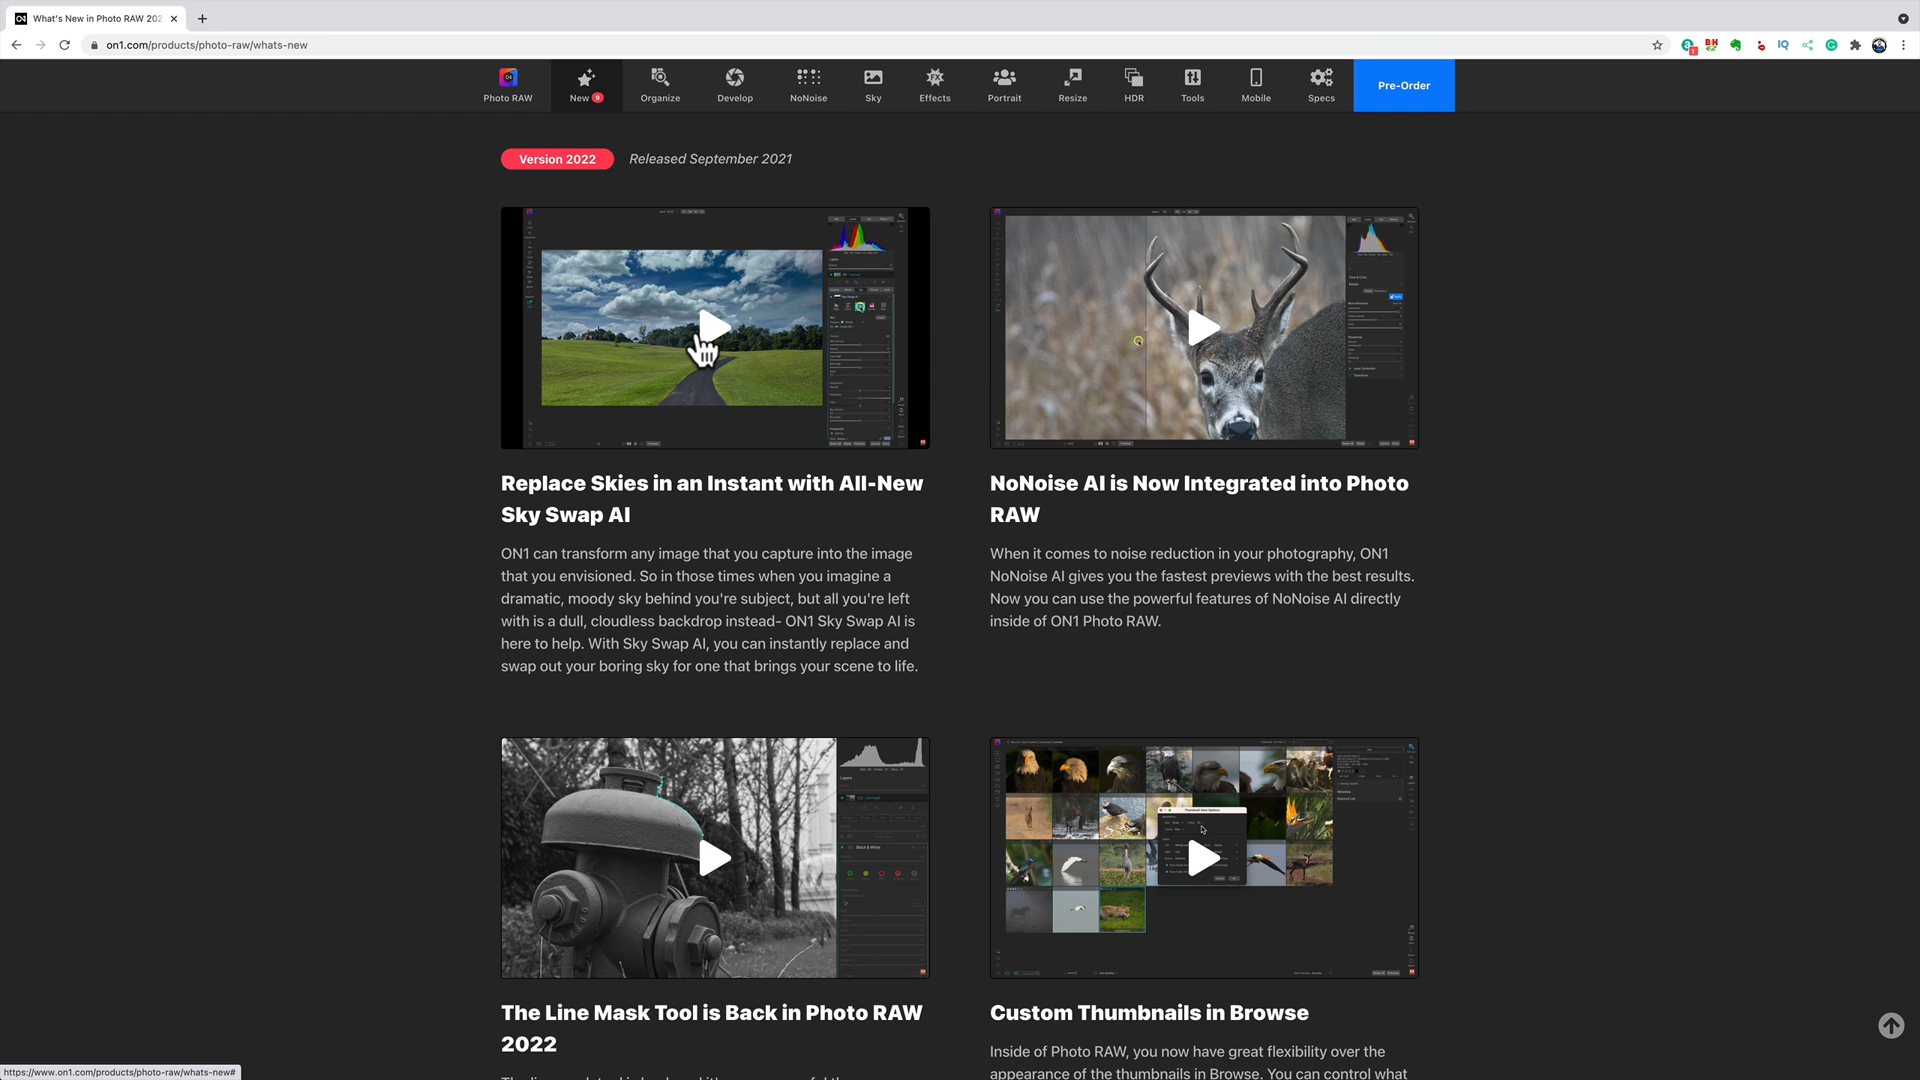 What's New in Photo RAW 202
on1.com/products/photo-raw/whats-new
Photo RAW
New 9
Organize
Develop
NoNoise
Sky
Effects
Portrait
Resize
HDR
Tools
Mobile
Specs
Pre-Order
Version 2022 Released September 2021
Replace Skies in an Instant with All-New
Sky Swap AI
ON1 can transform any image that you capture into the image
that you envisioned. So in those times when you imagine a
dramatic, moody sky behind you're subject, but all you're left
with is a dull, cloudless backdrop instead- ON1 Sky Swap AI is
here to help. With Sky Swap AI, you can instantly replace and
swap out your boring sky for one that brings your scene to life.
NoNoise AI is Now Integrated into Photo
RAW
When it comes to noise reduction in your photography, ON1
NoNoise AI gives you the fastest previews with the best results.
Now you can use the powerful features of NoNoise AI directly
inside of ON1 Photo RAW.
Layers
Black & White
Thumbnail View Options
The Line Mask Tool is Back in Photo RAW
2022
Custom Thumbnails in Browse
Inside of Photo RAW, you now have great flexibility over the
appearance of the thumbnails in Browse. You can control what
https://www.on1.com/products/photo-raw/whats-new#